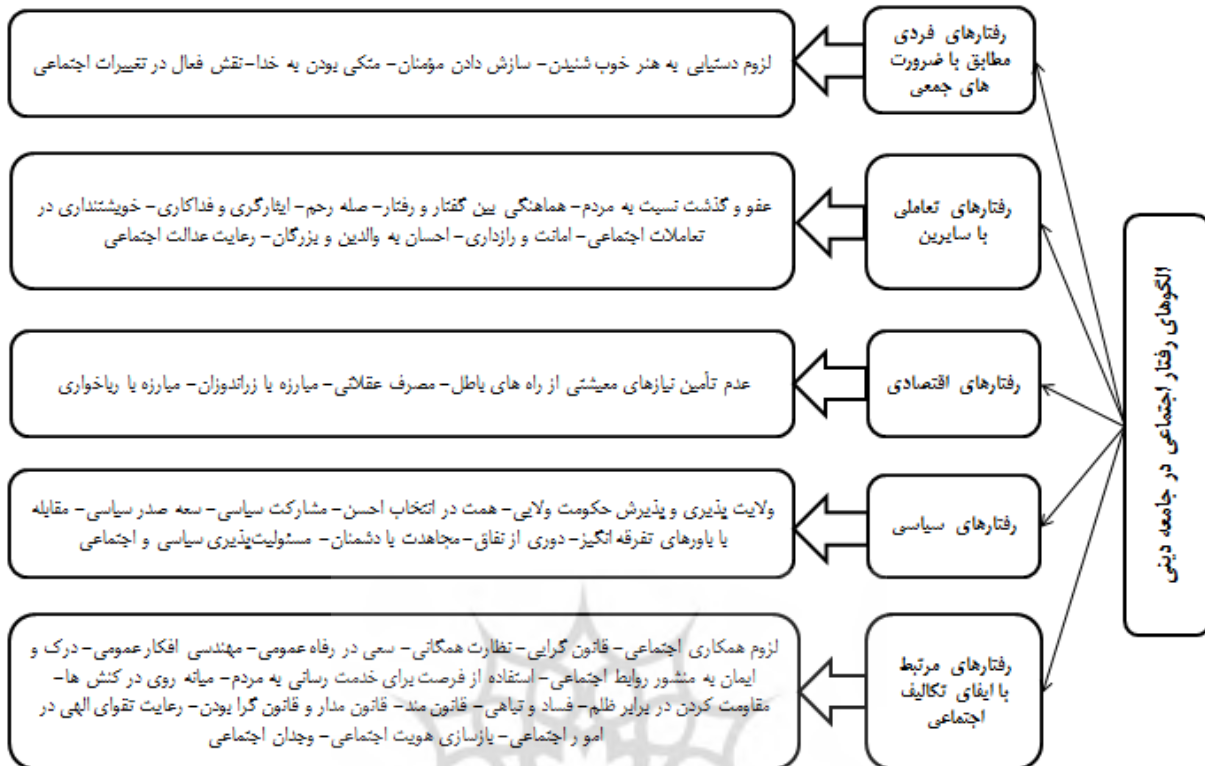 الگوهای رفتار اجتماعی در جامعه دینی
رفتارهای فردی
مطابق با ضرورت
های جمعی
لزوم دستیابی به هنر خوب شنیدن- سازش دادن مؤمنان- متکی بودن به خدا-نقش فعال در تغییرات اجتماعی
رفتارهای تعاملی
با سایرین
عفو و گذشت نسبت به مردم- هماهنگی بین گفتار و رفتار- صله رحم- ایثارگری و فداکاری- خویشتنداری در
تعاملات اجتماعی- امانت و رازداری- احسان به والدین و بزرگان- رعایت عدالت اجتماعی
رفتارهای اقتصادی
عدم تأمین نیازهای معیشتی از راه های باطل- مصرف عقلائی- مبارزه با زراندوزان- مبارزه با رباخواری
رفتارهای سیاسی
ولایت پذیری و پذیرش حکومت ولایی- همت در انتخاب احسن- مشارکت سیاسی- سعه صدر سیاسی- مقابله
با باورهای تفرقه انگیز- دوری از نفاق-مجاهدت با دشمنان- مسئولیت‌پذیری سیاسی و اجتماعی
رفتارهای مرتبط
با ایفای تکالیف
اجتماعی
لزوم همکاری اجتماعی- قانون گرایی- نظارت همگانی- سعی در رفاه عمومی- مهندسی افکار عمومی- درک و
ایمان به منشور روابط اجتماعی- استفاده از فرصت برای خدمت رسانی به مردم- میانه روی در کنش ها-
مقاومت کردن در برابر ظلم- فساد و تباهی- قانون مند- قانون مدار و قانون گرا بودن- رعایت تقوای الهی در
امو ر اجتماعی- بازسازی هویت اجتماعی- وجدان اجتماعی